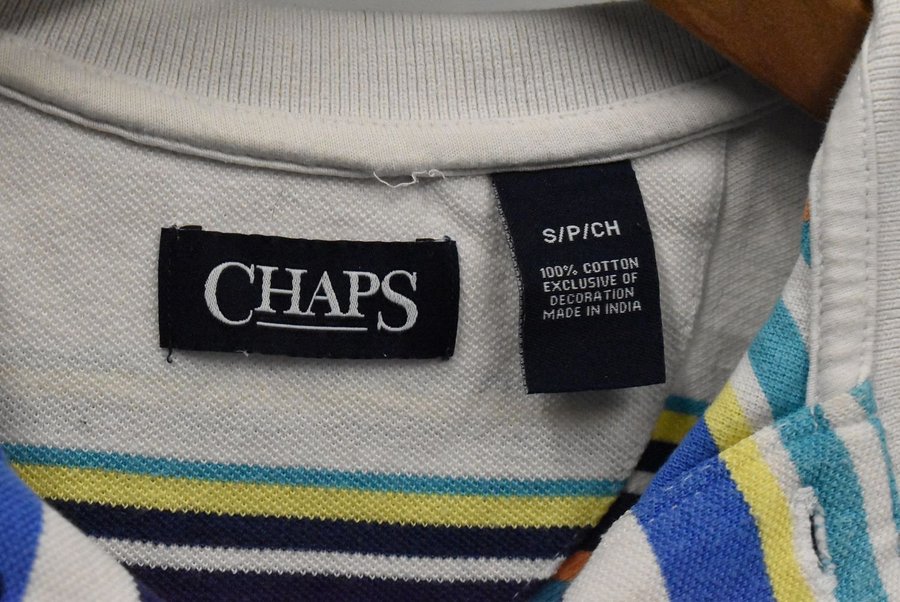 CHAPS
S/P/CH
100% COTTON
EXCLUSIVE OF
DECORATION
MADE IN INDIA